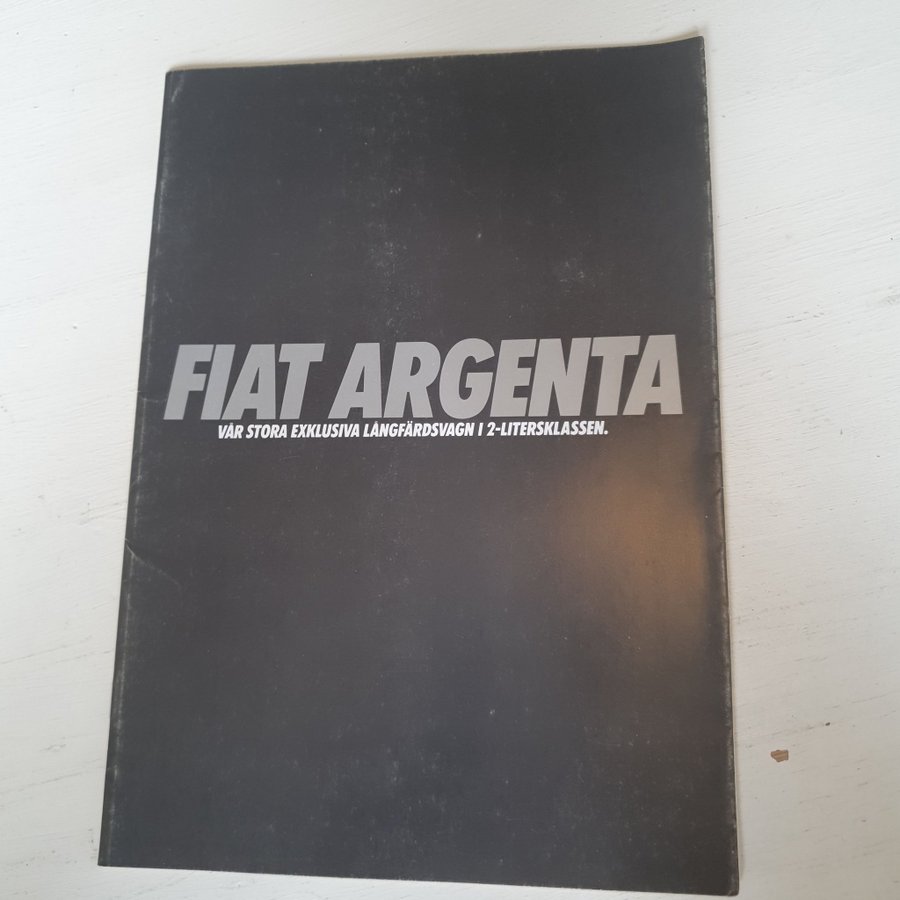 FIAT ARGENTA
VÅR STORA EXKLUSIVA LÅNGFÄRDSVAGN I 2-LITERSKLASSEN.